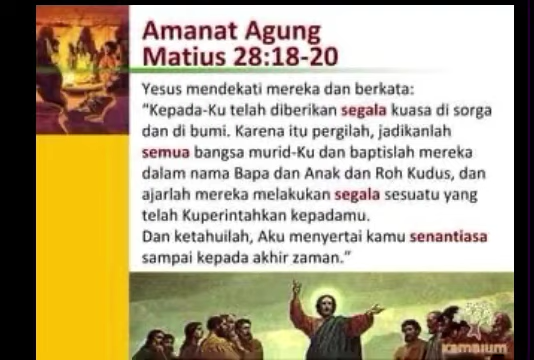 Amanat Agung
Matius 28:18-20
Yesus mendekati mereka dan berkata:
“Kepada-Ku telah diberikan segala kuasa di sorga
dan di bumi. Karena itu pergilah, jadikanlah
semua bangsa murid-Ku dan baptislah mereka
dalam nama Bapa dan Anak dan Roh Kudus, dan
ajarlah mereka melakukan segala sesuatu yang
telah Kuperintahkan kepadamu.
Dan ketahuilah, Aku menyertai kamu senantiasa
sampai kepada akhir zaman.”
kambium